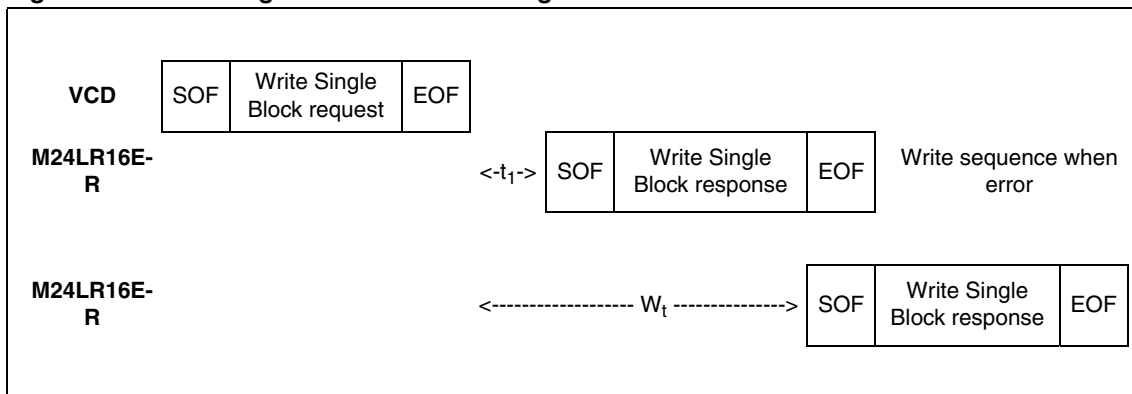 VCD SOF Write Single Block request EOF
M24LR16E-R <-t1-> SOF Write Single Block response EOF Write sequence when error
M24LR16E-R <------------------- Wt ---------------> SOF Write Single Block response EOF